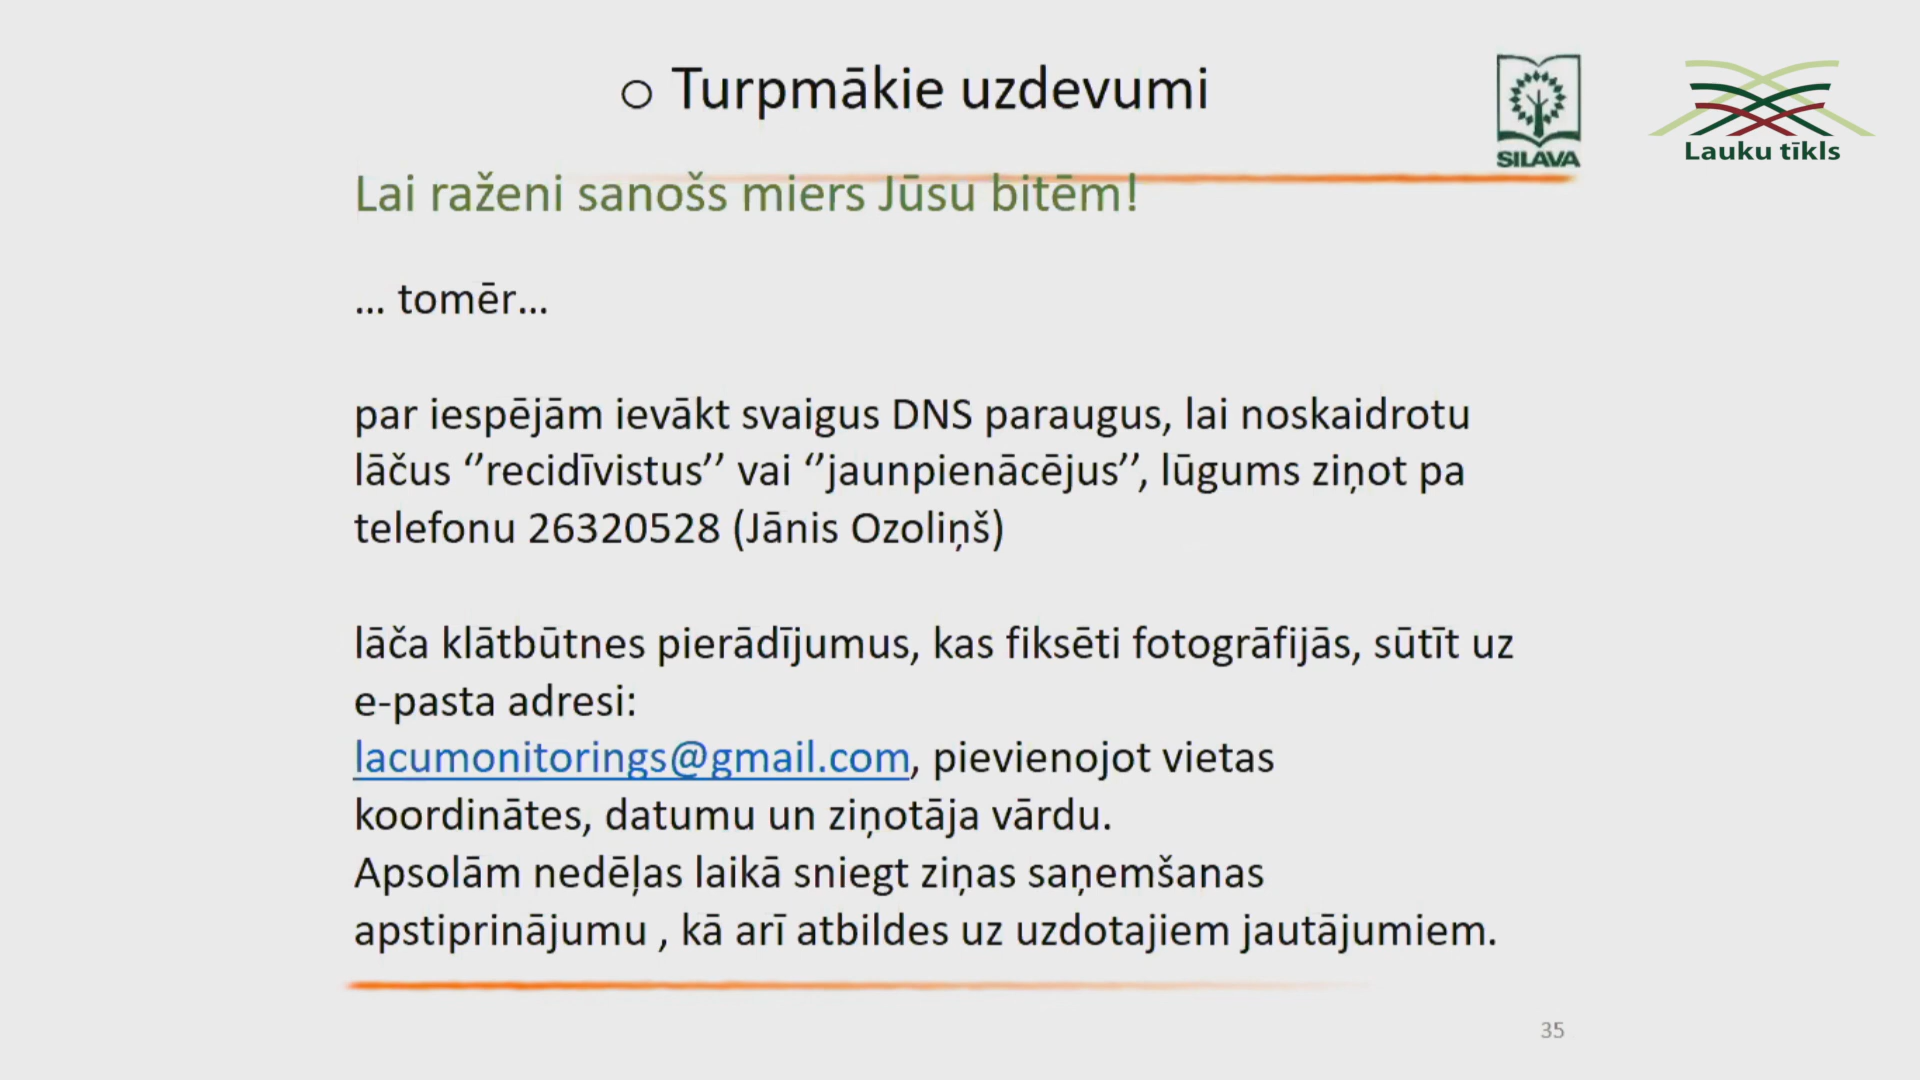 o Turpmākie uzdevumi
SILAVA
Lauku tīkls
Lai raženi sanošs miers Jūsu bitēm!
... tomēr...
par iespējām ievākt svaigus DNS paraugus, lai noskaidrotu
lāčus ‘’recidīvistus’’ vai ‘’jaunpienācējus’’, lūgums ziņot pa
telefonu 26320528 (Jānis Ozoliņš)
lāča klātbūtnes pierādījumus, kas fiksēti fotogrāfijās, sūtīt uz
e-pasta adresi:
lacumonitorings@gmail.com, pievienojot vietas
koordinātes, datumu un ziņotāja vārdu.
Apsolām nedēļas laikā sniegt ziņas saņemšanas
apstiprinājumu , kā arī atbildes uz uzdotajiem jautājumiem.
35